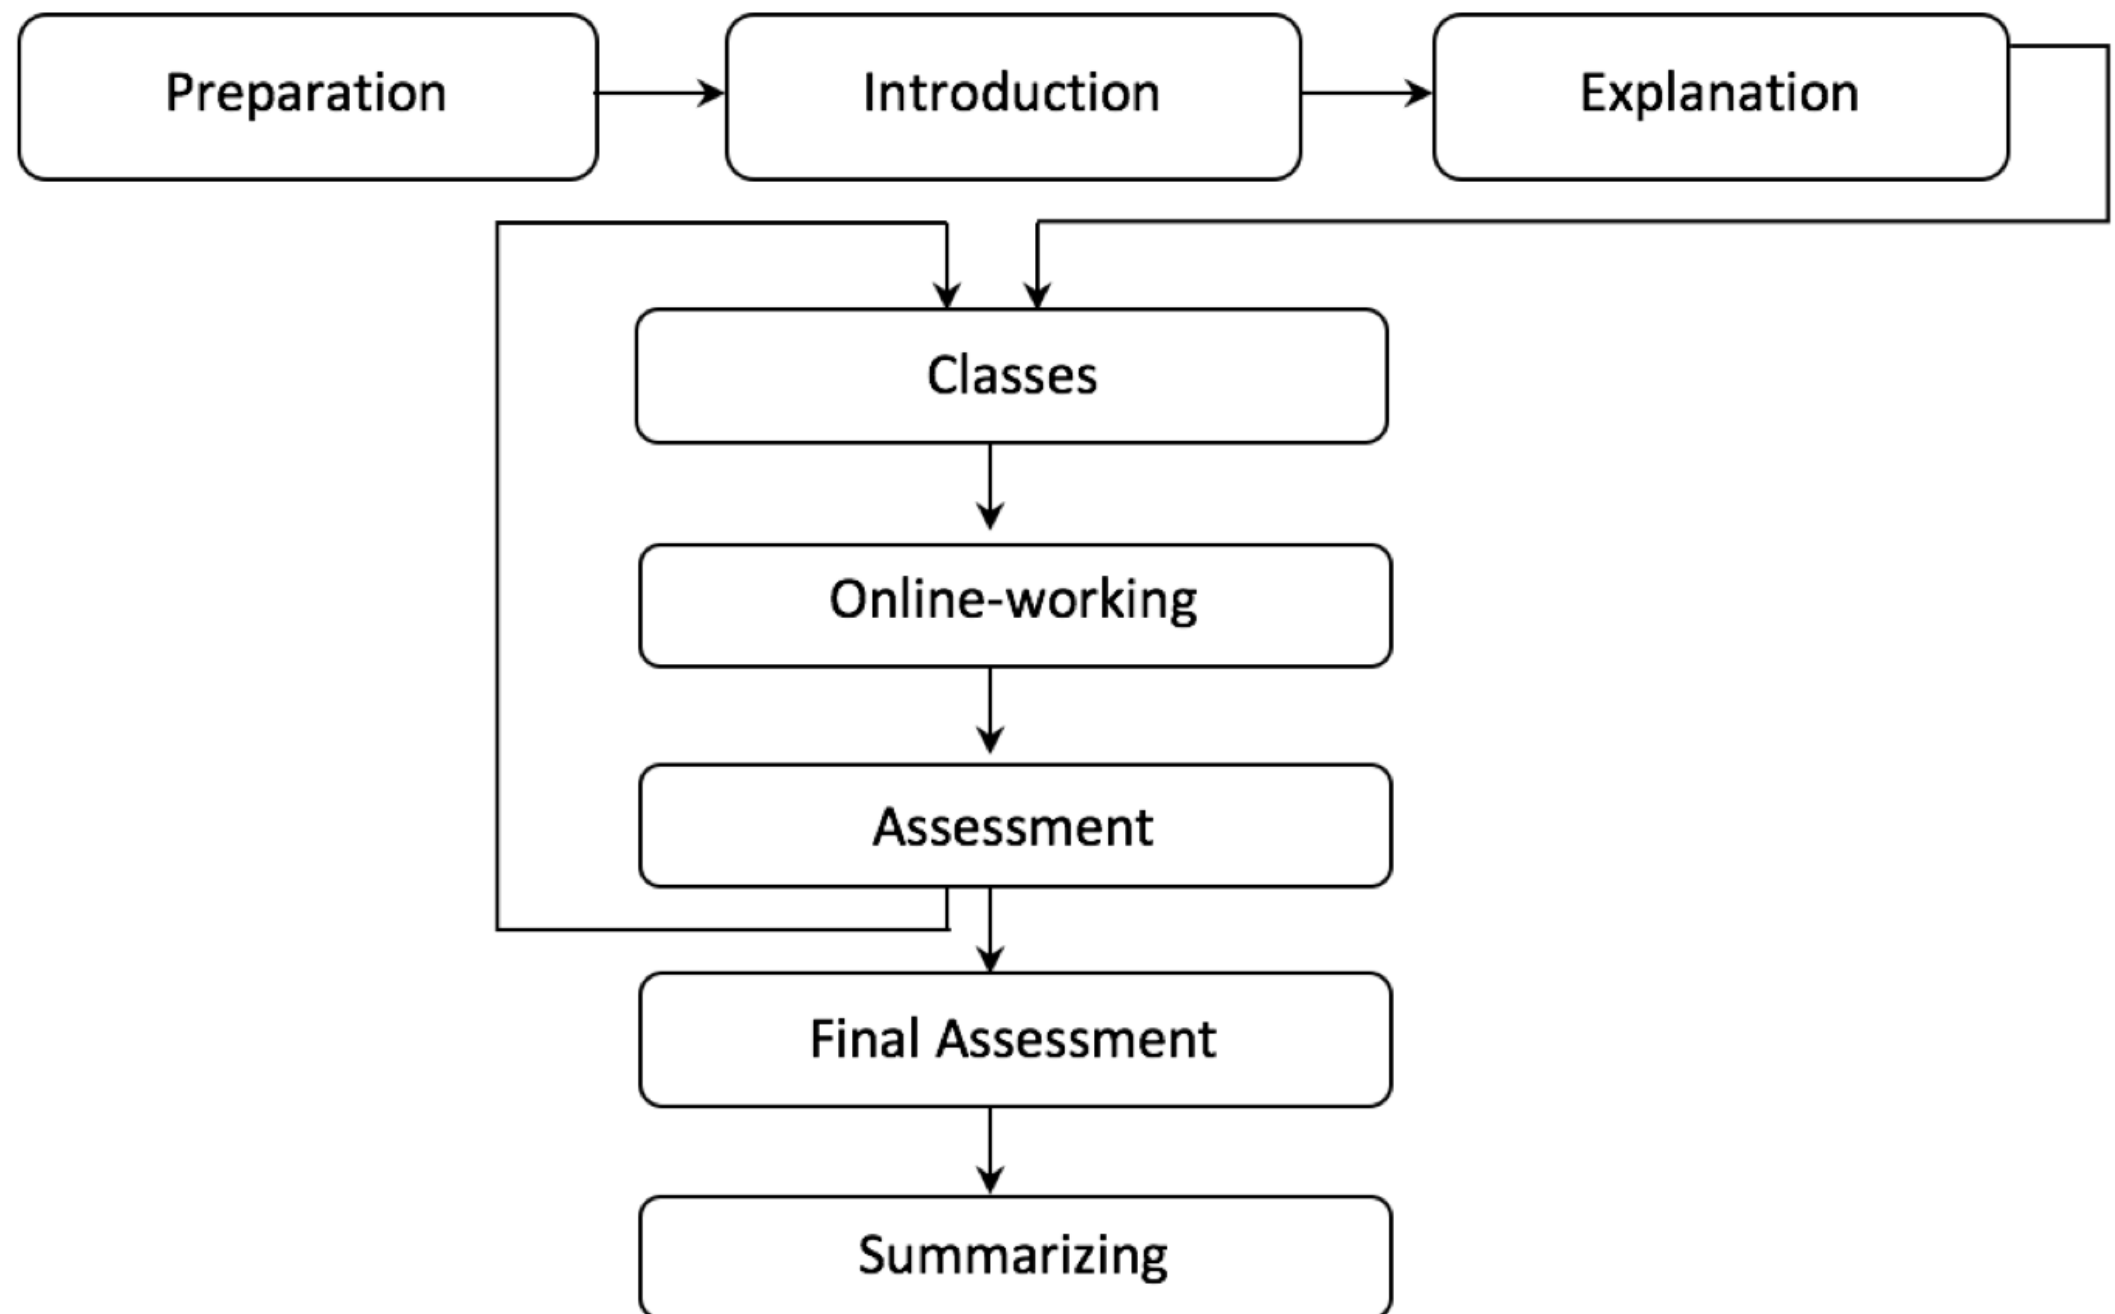 Preparation
Introduction
Explanation
Classes
Online-working
Assessment
Final Assessment
Summarizing